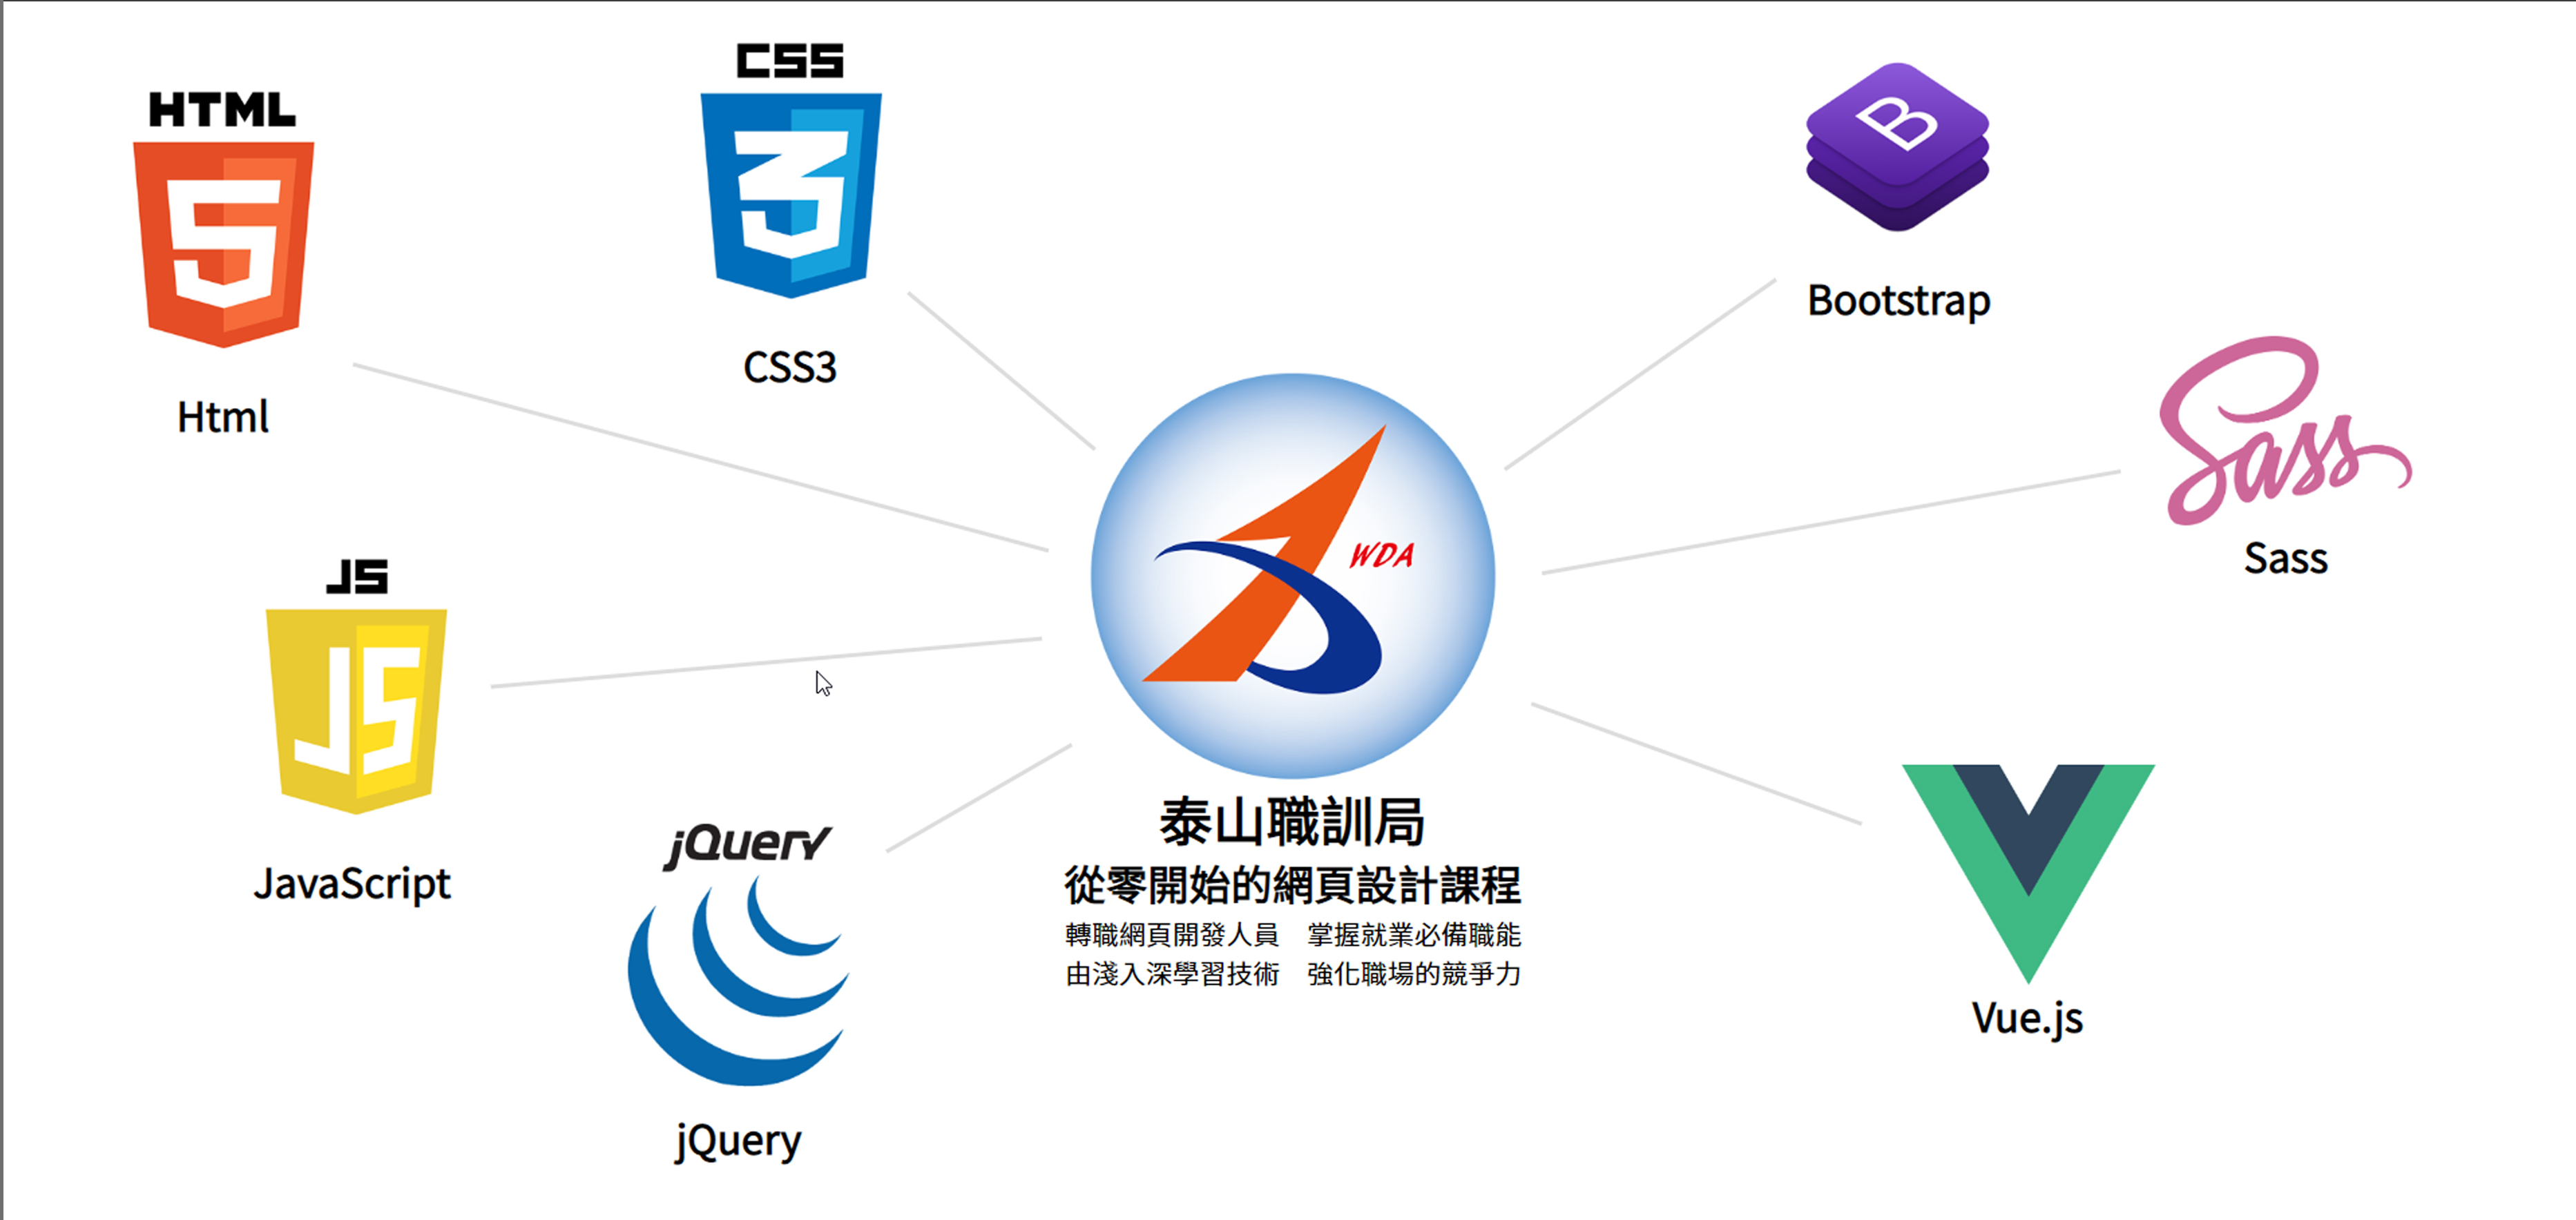 HTML
5
Html
CSS
3
CSS3
JS
JS
JavaScript
jQuery
jQuery
WDA
泰山職訓局
從零開始的網頁設計課程
轉職網頁開發人員　掌握就業必備職能
由淺入深學習技術　強化職場的競爭力
B
Bootstrap
Sass
Sass
Vue.js